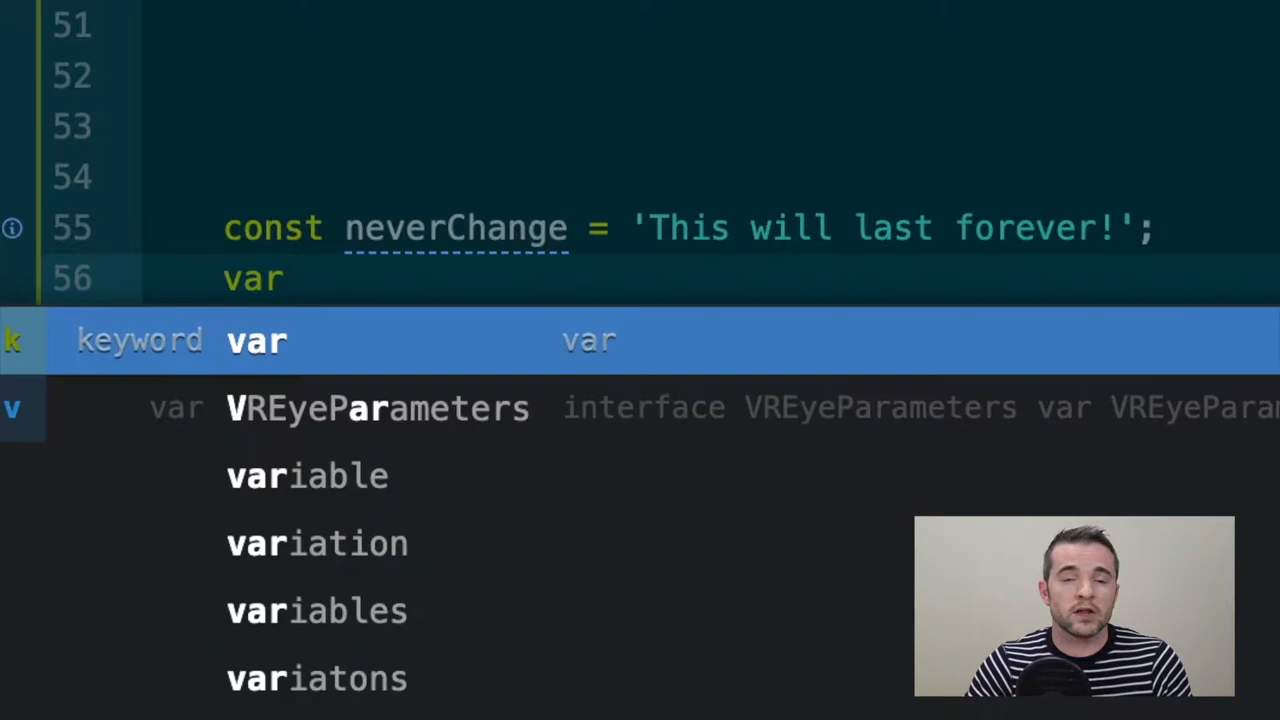 51
52
53
54
55 const neverChange = 'This will last forever!';
56 var
k keyword var var
v var VREyeParameters interface VREyeParameters var VREyePara
variable
variation
variables
variatons